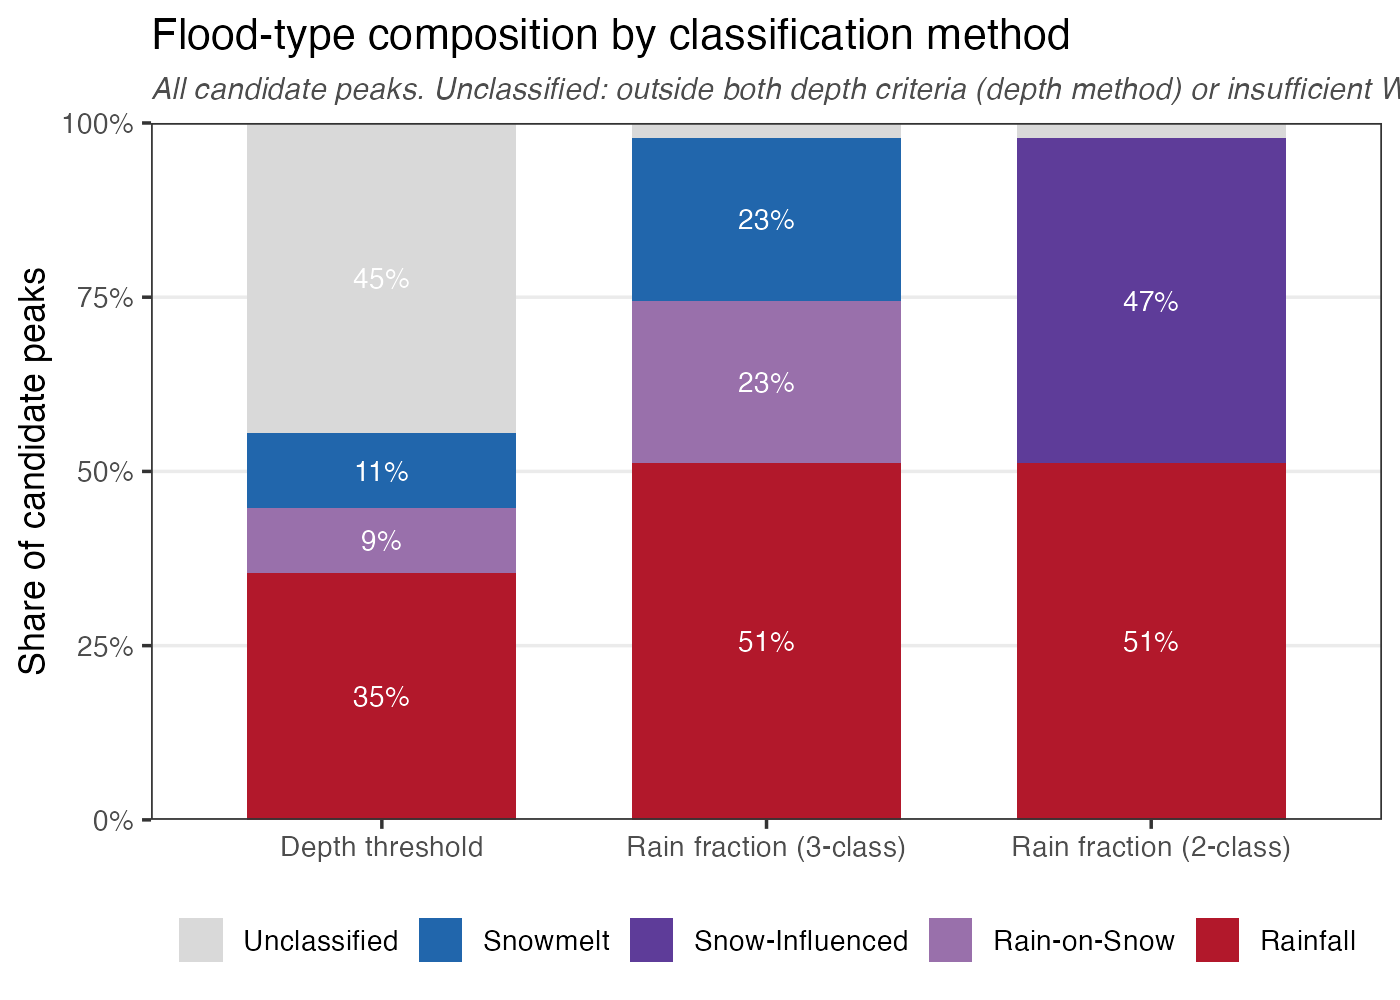 Flood-type composition by classification method
All candidate peaks. Unclassified: outside both depth criteria (depth method) or insufficient W
Share of candidate peaks
100%
75%
50%
25%
0%
45%
11%
9%
35%
23%
23%
51%
47%
51%
Depth threshold
Rain fraction (3-class)
Rain fraction (2-class)
Unclassified
Snowmelt
Snow-Influenced
Rain-on-Snow
Rainfall